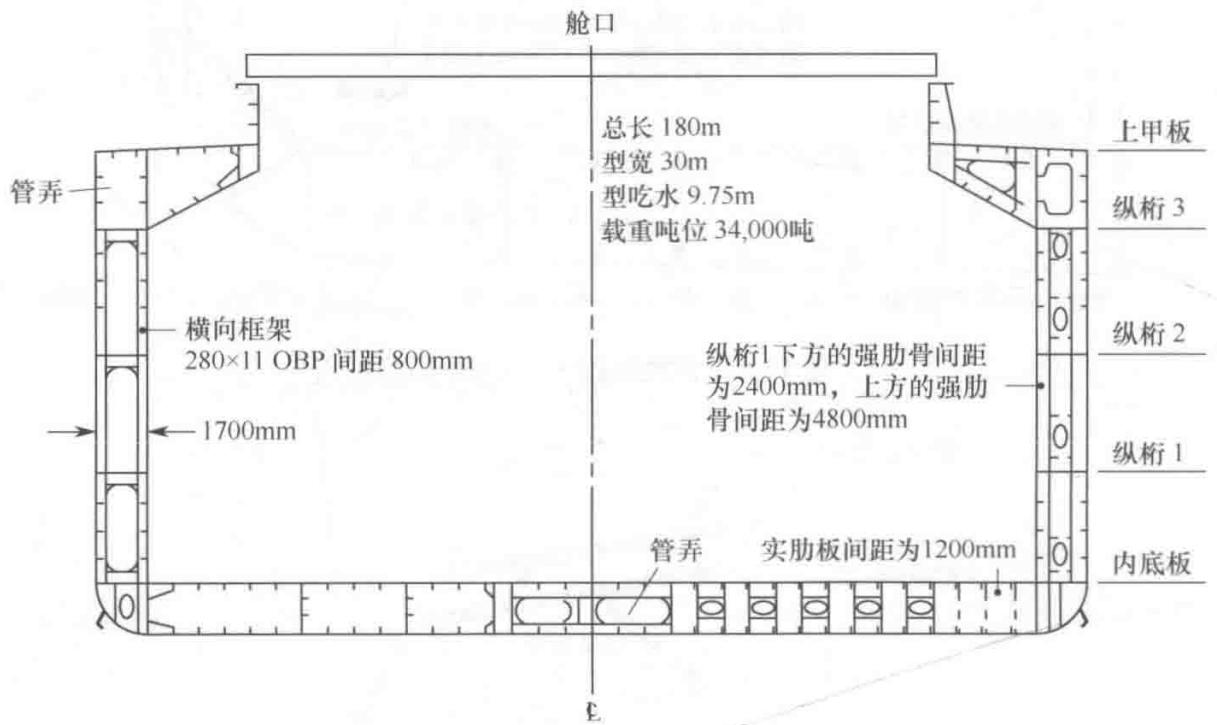 舱口
总长 180m
型宽 30m
型吃水 9.75m
载重吨位 34,000吨
上甲板
管弄
纵桁 3
横向框架
280×11 OBP 间距 800mm
纵桁 2
纵桁1下方的强肋骨间距
为2400mm，上方的强肋
骨间距为4800mm
1700mm
纵桁 1
管弄
实肋板间距为1200mm
内底板
℄